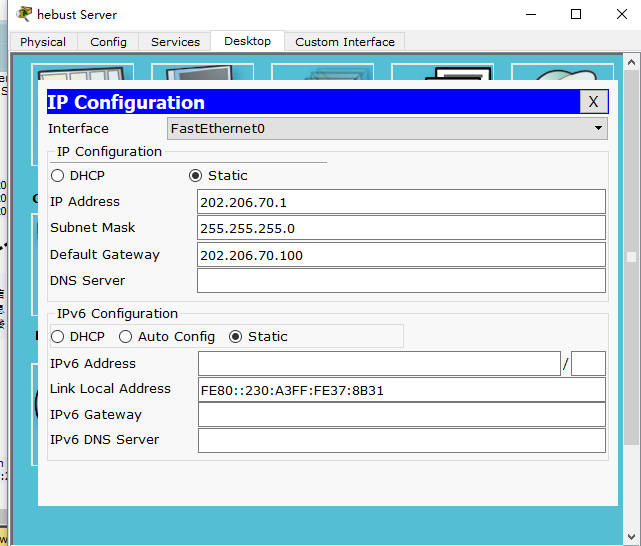 hebust Server
Physical Config Services Desktop Custom Interface
IP Configuration X
Interface FastEthernet0
IP Configuration
DHCP Static
IP Address 202.206.70.1
Subnet Mask 255.255.255.0
Default Gateway 202.206.70.100
DNS Server
IPv6 Configuration
DHCP Auto Config Static
IPv6 Address /
Link Local Address FE80::230:A3FF:FE37:8B31
IPv6 Gateway
IPv6 DNS Server